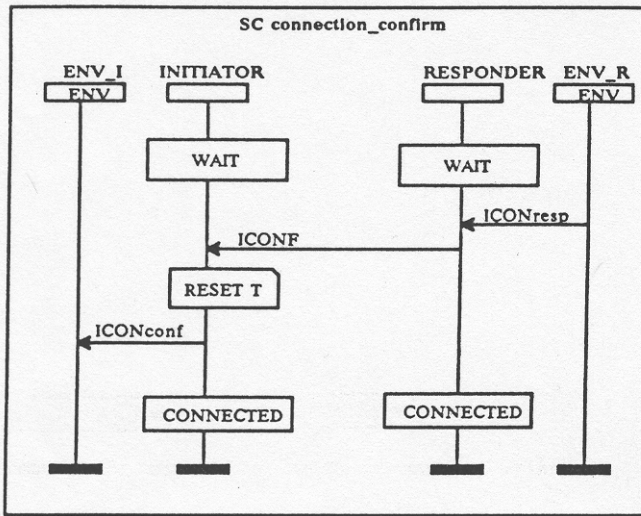 SC connection_confirm
ENV_I INITIATOR RESPONDER ENV_R
ENV ENV
WAIT WAIT
ICONresp
ICONF
RESET T
ICONconf
CONNECTED CONNECTED